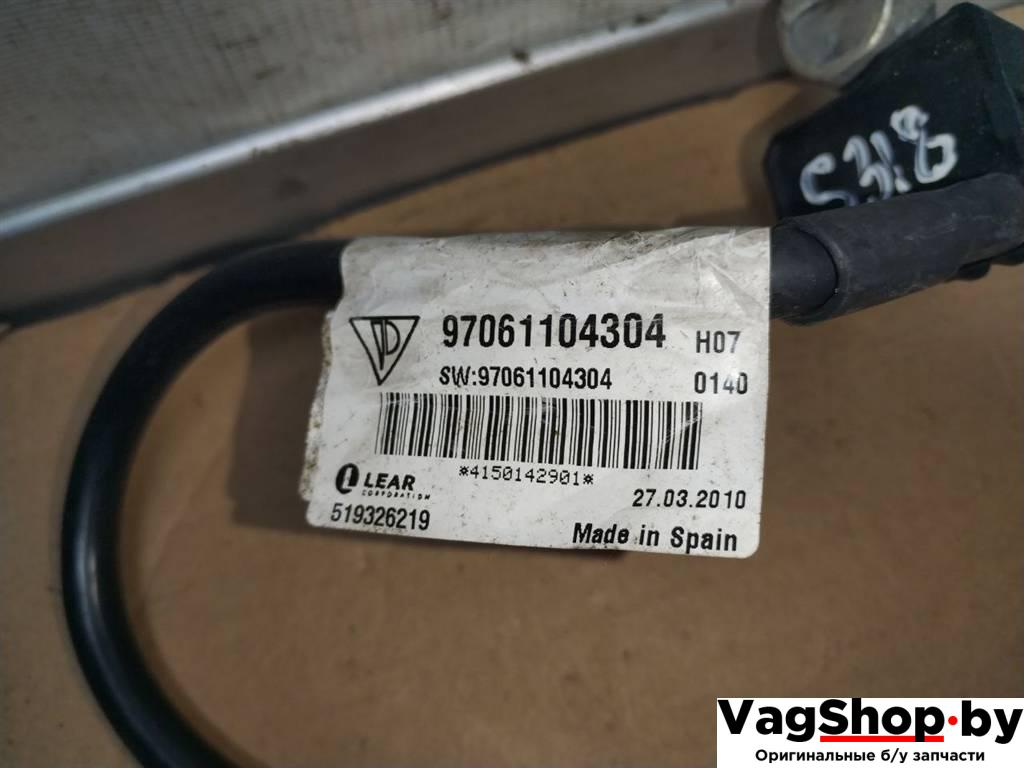 5318
97061104304 H07
SW:97061104304 0140
*4150142901*
LEAR
CORPORATION
27.03.2010
519326219
Made in Spain
VagShop.by
Оригинальные б/у запчасти